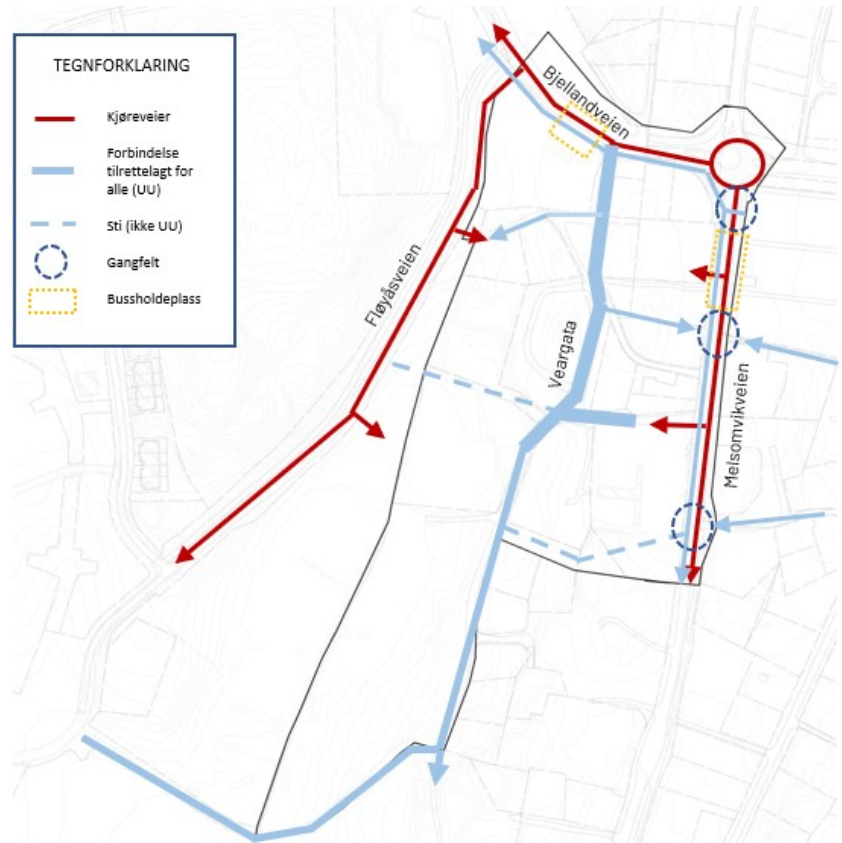 TEGNFORKLARING
Kjøreveier
Forbindelse
tilrettelagt for
alle (UU)
Sti (ikke UU)
Gangfelt
Bussholdeplass
Bjellandveien
Fløyåsveien
Veargata
Melsomvikveien